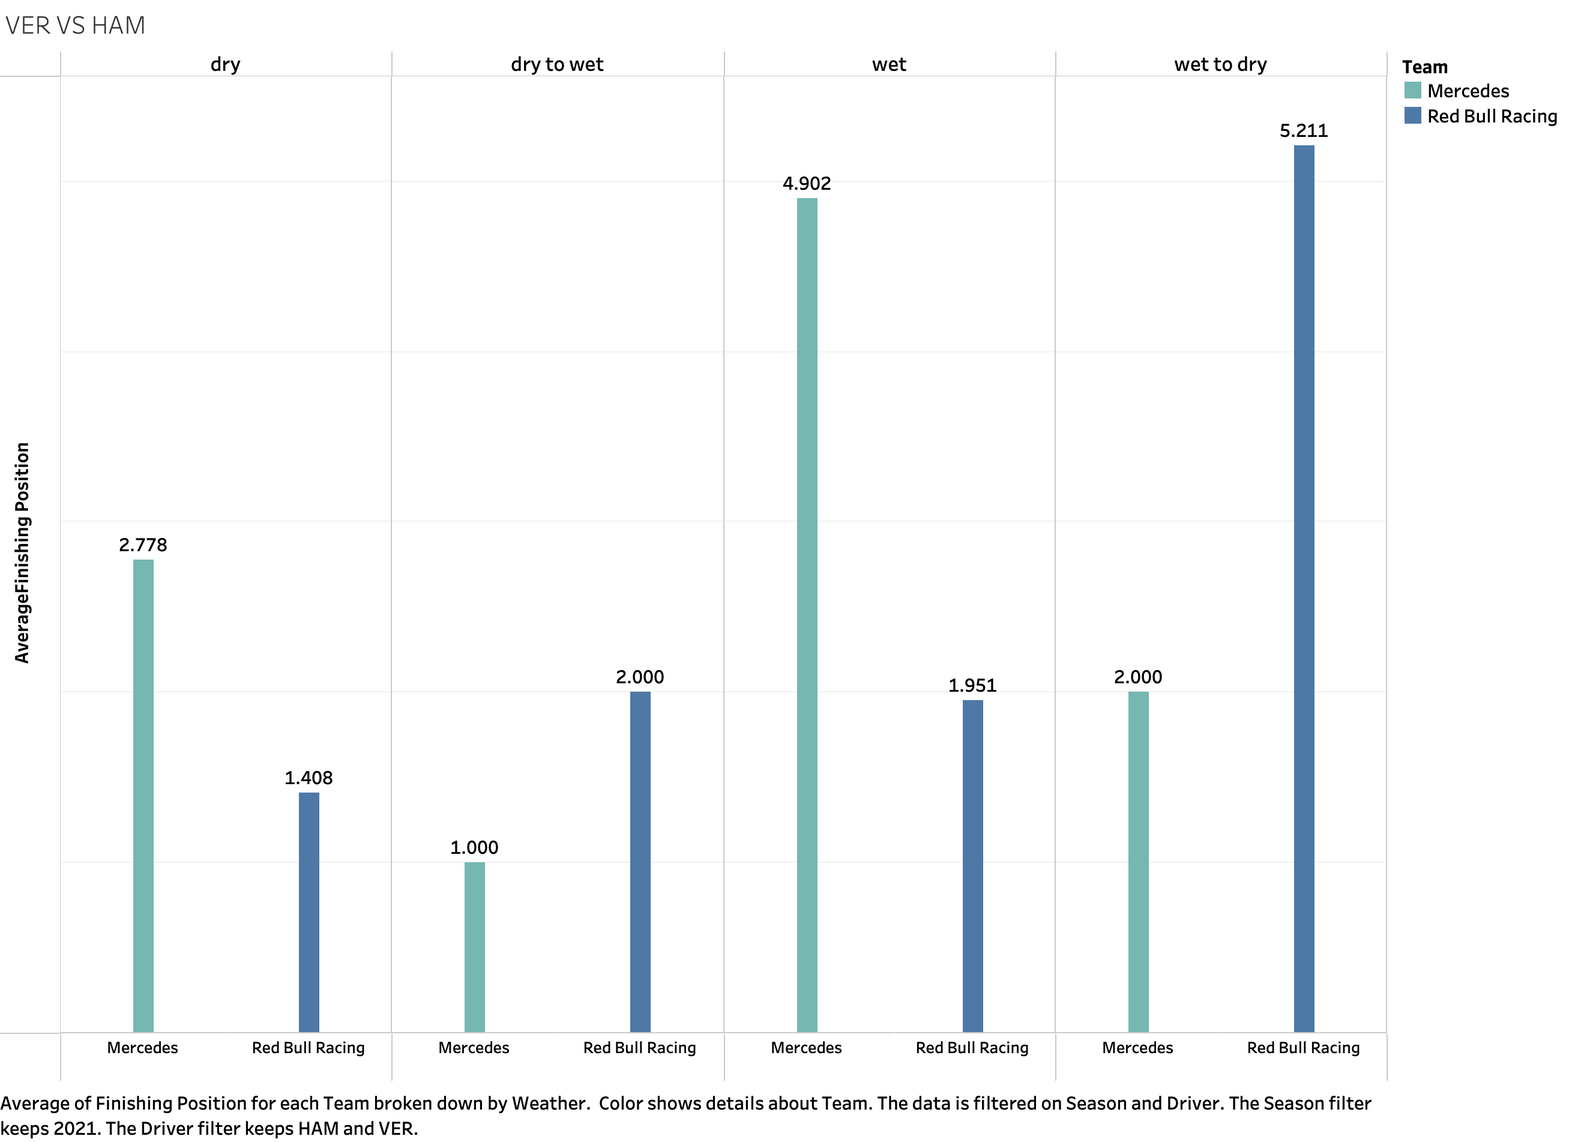 VER VS HAM
dry dry to wet wet wet to dry
Team
Mercedes
Red Bull Racing
5.211
4.902
2.778
2.000 1.951 2.000
1.408
1.000
AverageFinishing Position
Mercedes Red Bull Racing Mercedes Red Bull Racing Mercedes Red Bull Racing Mercedes Red Bull Racing
Average of Finishing Position for each Team broken down by Weather.  Color shows details about Team. The data is filtered on Season and Driver. The Season filter
keeps 2021. The Driver filter keeps HAM and VER.